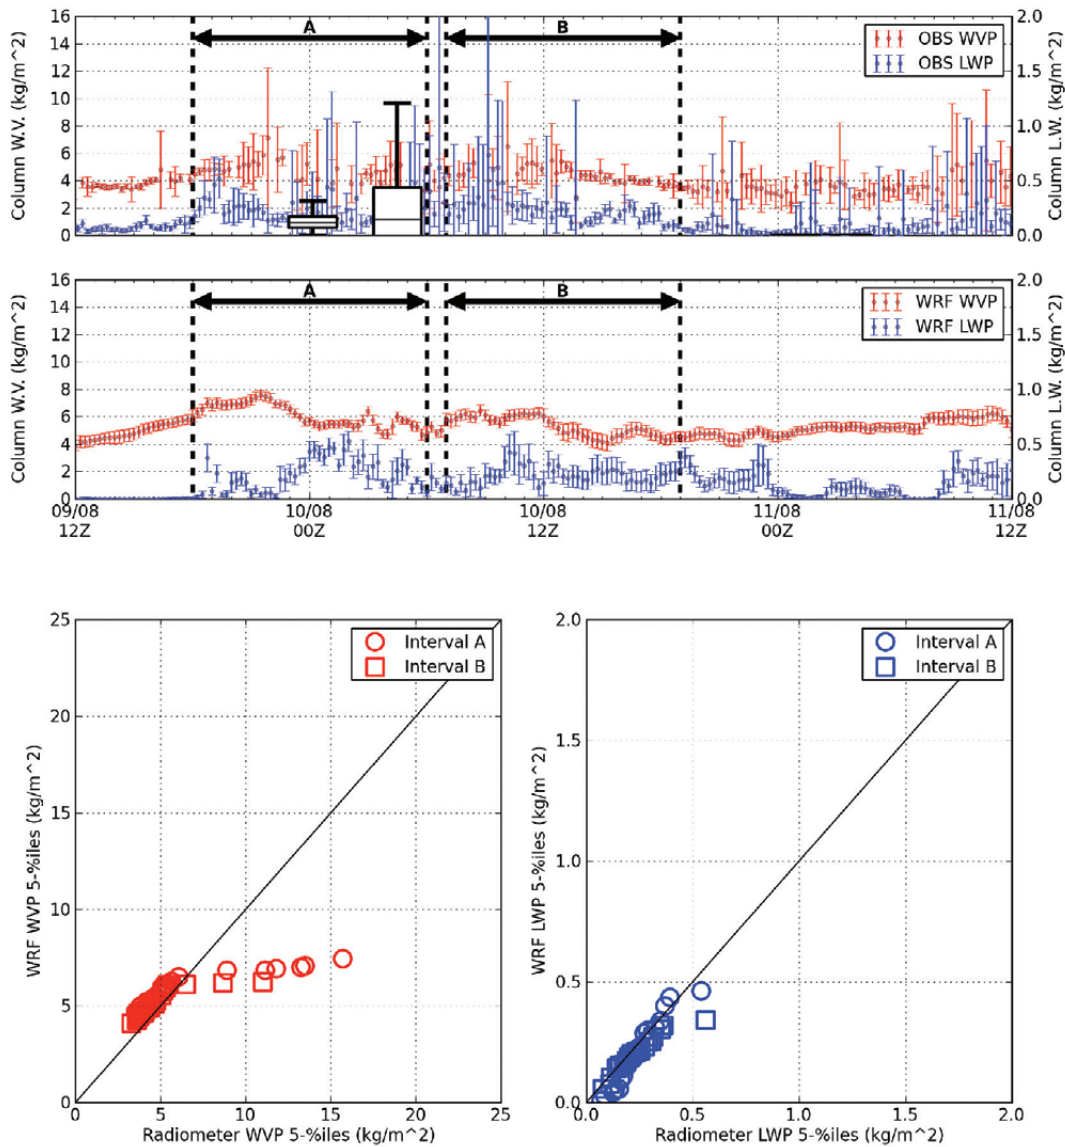 16
14
12
10
8
6
4
2
0
Column W.V. (kg/m^2)
A
B
OBS WVP
OBS LWP
2.0
1.5
1.0
0.5
0.0
Column L.W. (kg/m^2)
16
14
12
10
8
6
4
2
0
Column W.V. (kg/m^2)
A
B
WRF WVP
WRF LWP
2.0
1.5
1.0
0.5
0.0
Column L.W. (kg/m^2)
09/08 10/08 10/08 11/08 11/08
12Z 00Z 12Z 00Z 12Z
25
20
15
10
5
0
WRF WVP 5-%iles (kg/m^2)
Interval A
Interval B
0 5 10 15 20 25
Radiometer WVP 5-%iles (kg/m^2)
2.0
1.5
1.0
0.5
0.0
WRF LWP 5-%iles (kg/m^2)
Interval A
Interval B
0.0 0.5 1.0 1.5 2.0
Radiometer LWP 5-%iles (kg/m^2)